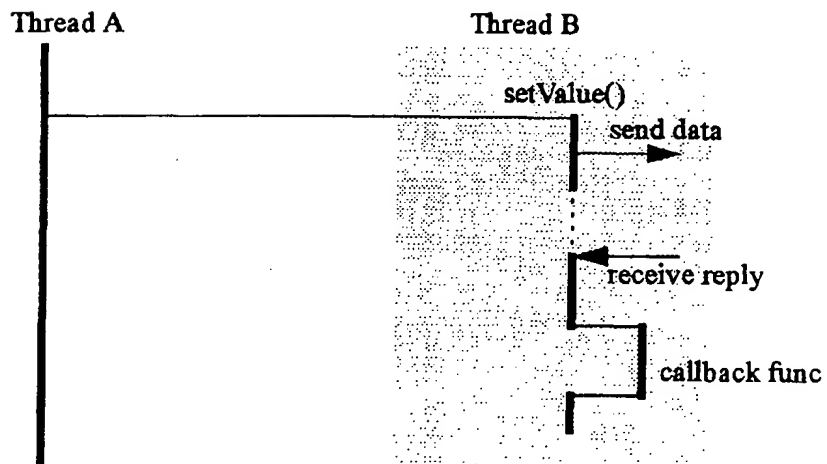 Thread A
Thread B
setValue()
send data
receive reply
callback func